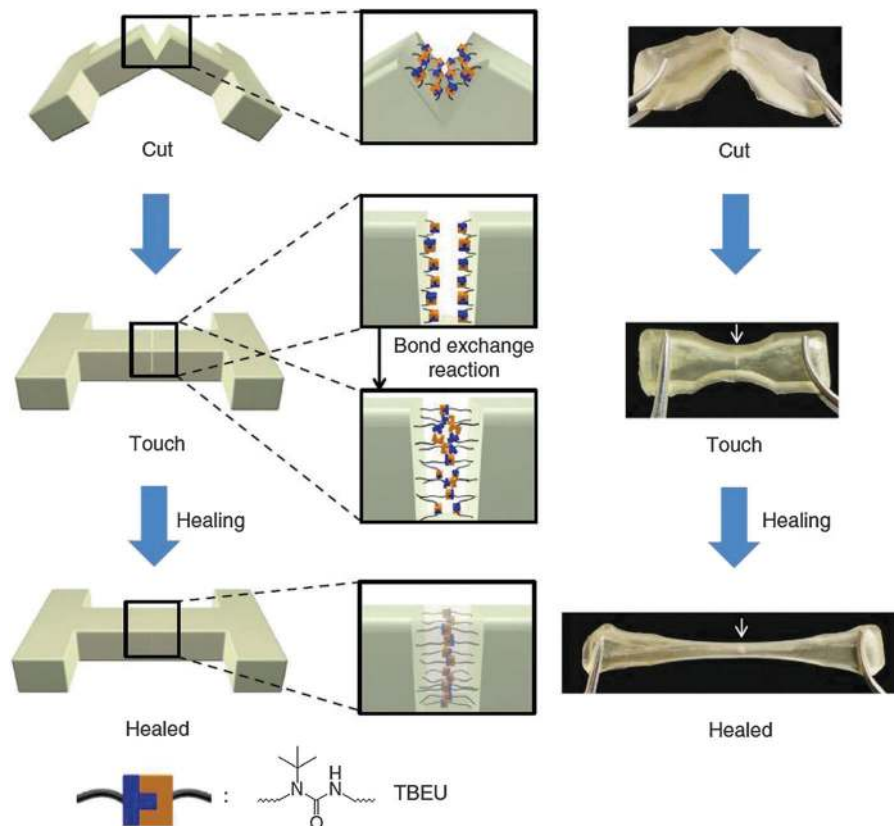 Cut
Cut
Bond exchange
reaction
Touch
Touch
Healing
Healing
Healed
Healed
: N H N O TBEU